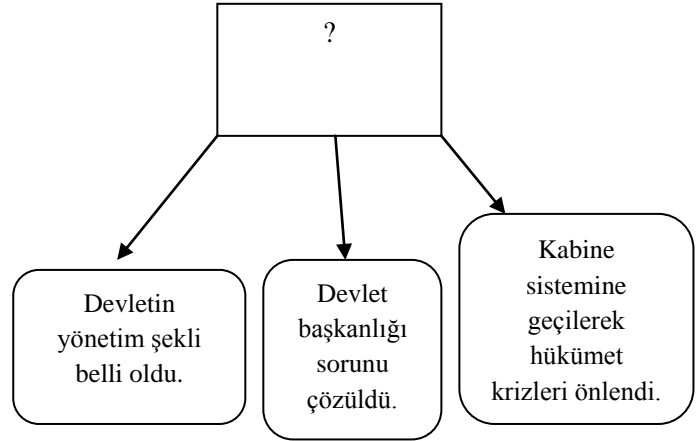 ?
Devletin
yönetim şekli
belli oldu.
Devlet
başkanlığı
sorunu
çözüldü.
Kabine
sistemine
geçilerek
hükümet
krizleri önlendi.